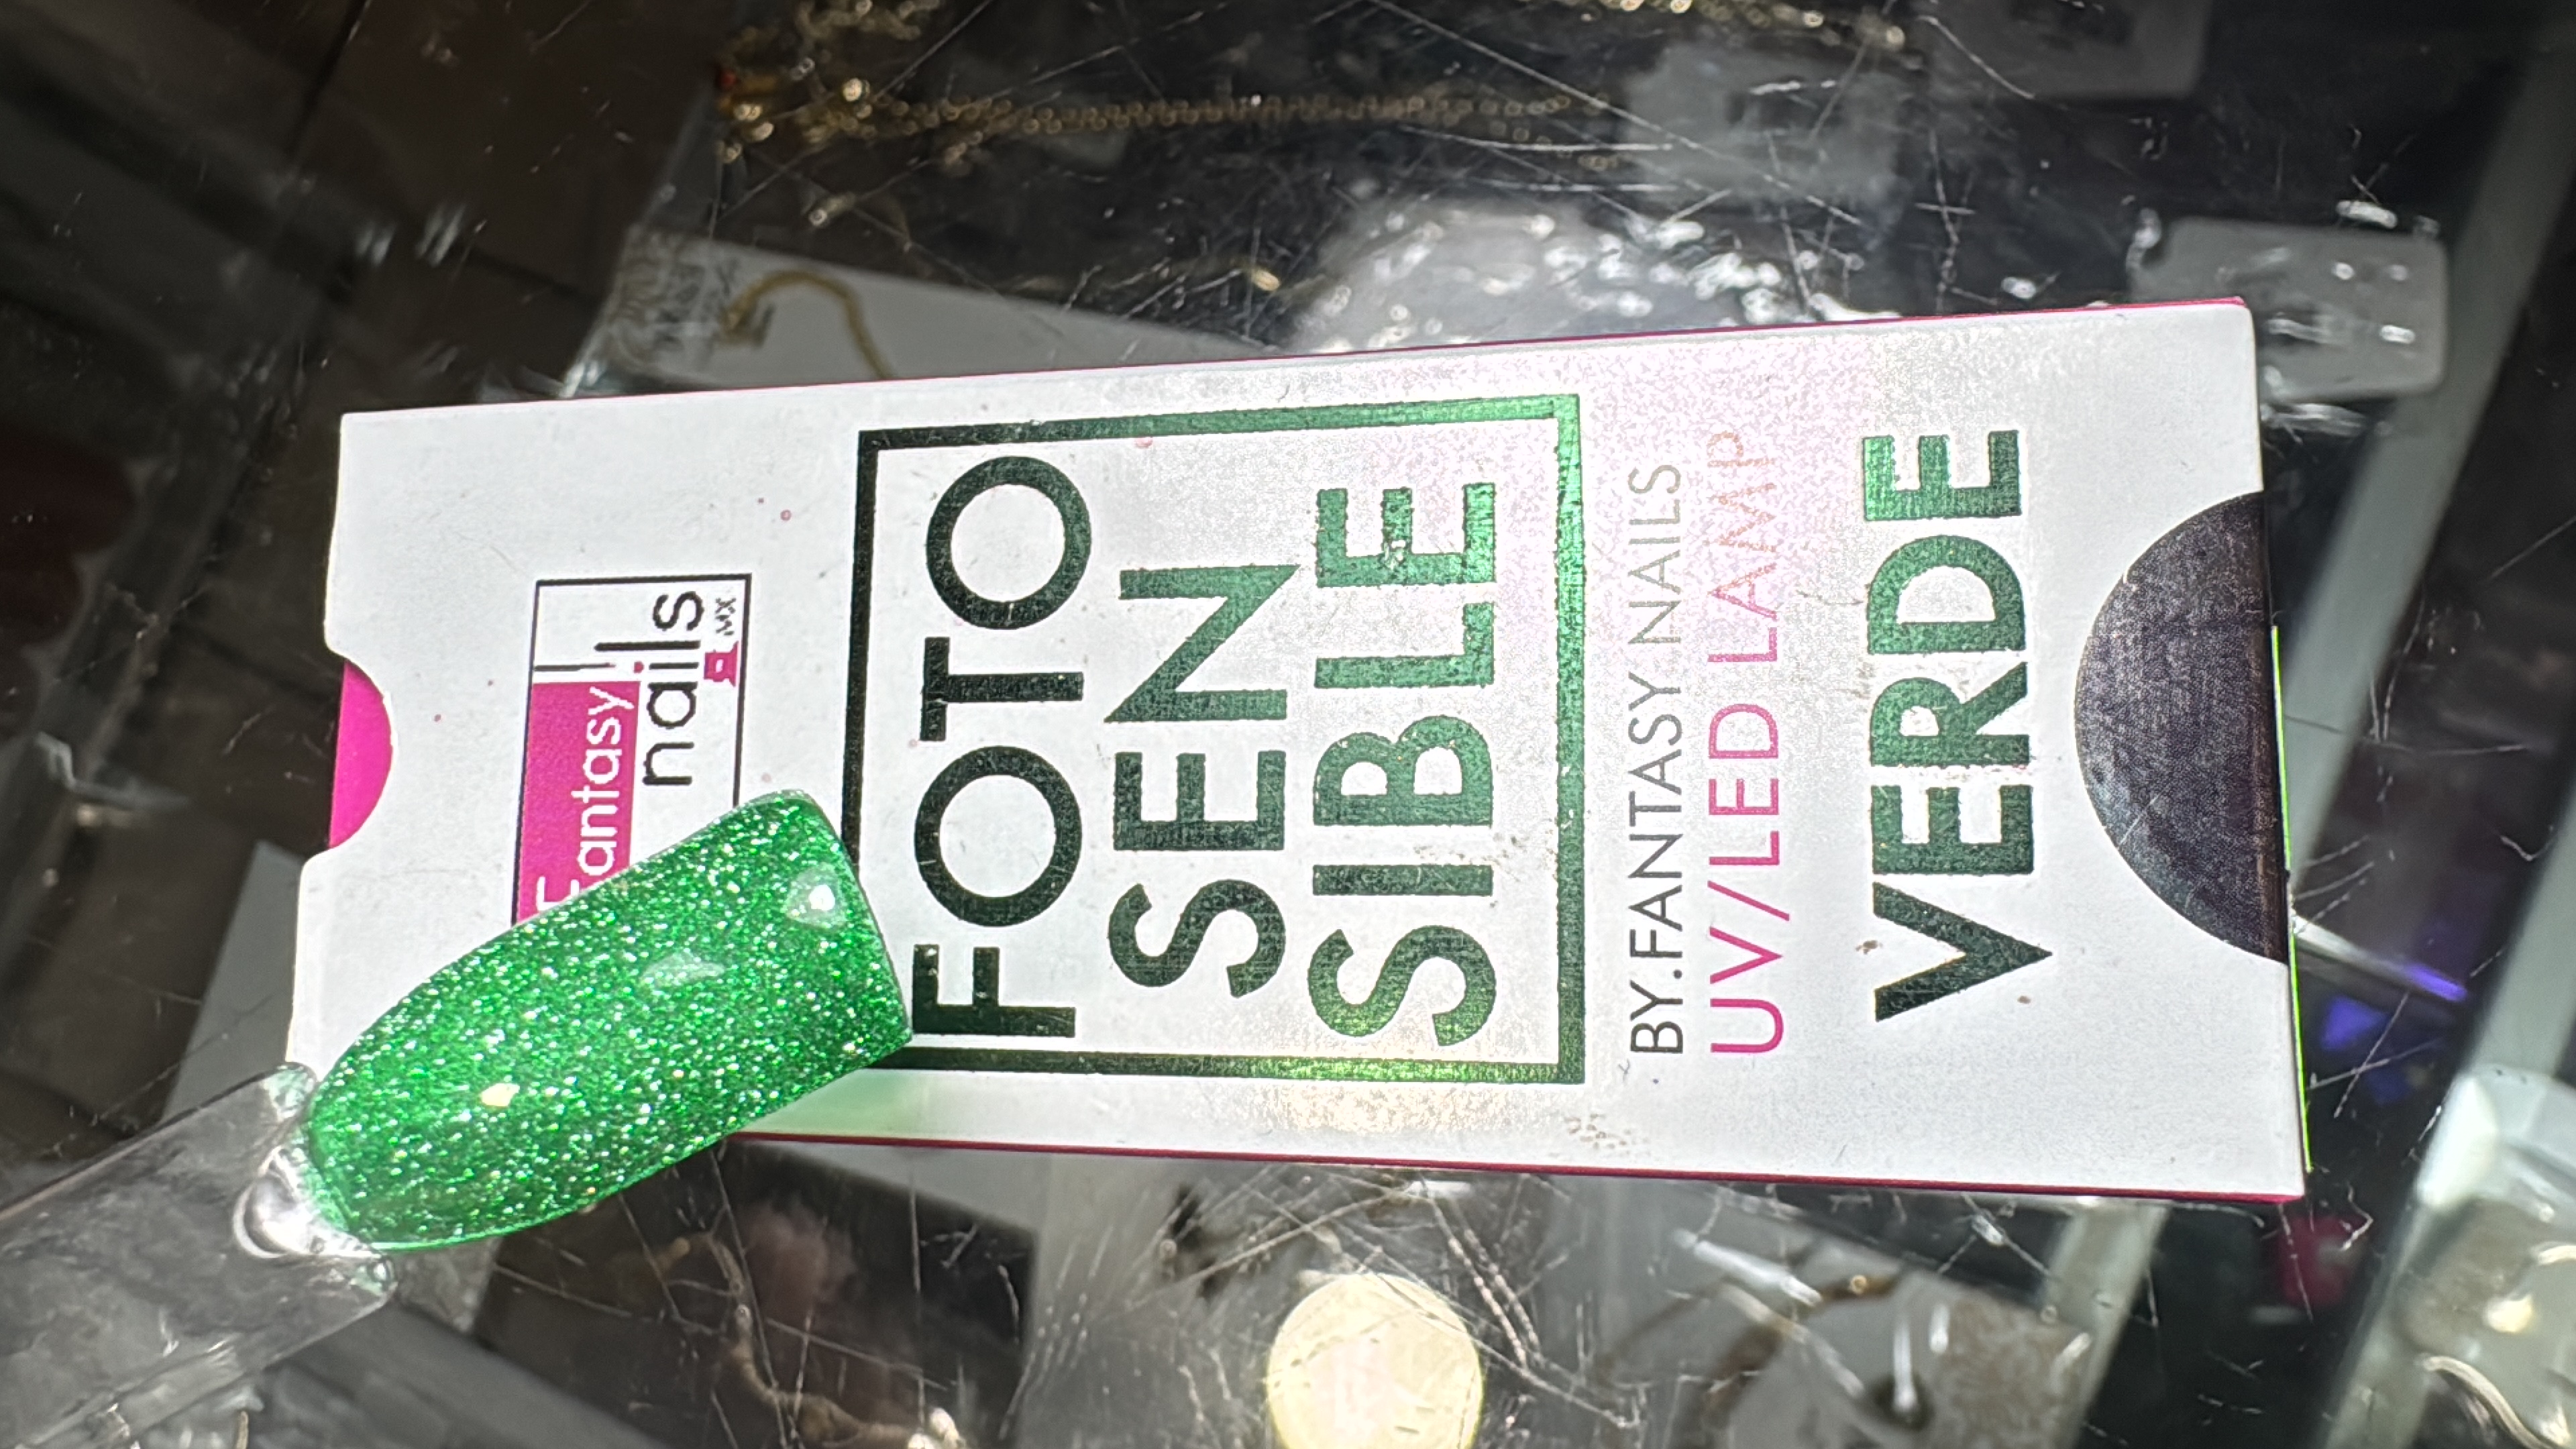 Fantasy
nails
MX
FOTO
SEN
SIBLE
BY.FANTASY NAILS
UV/LED LAMP
VERDE